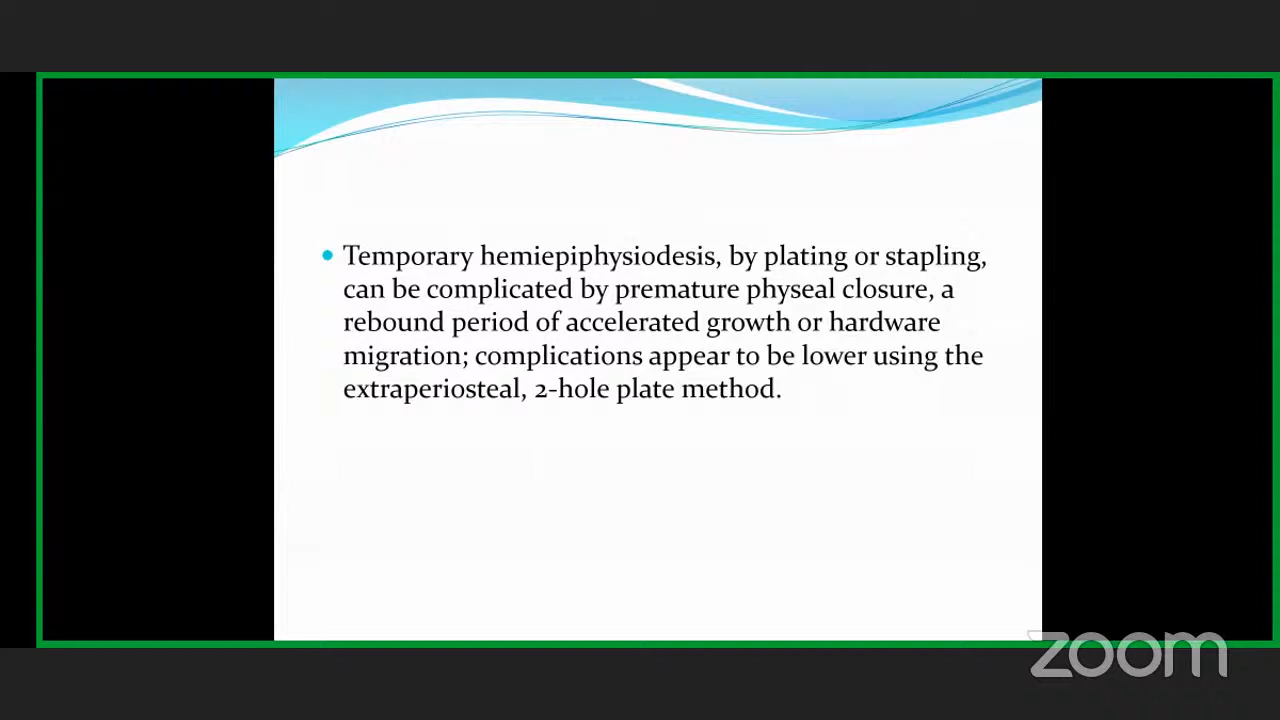 Temporary hemiepiphysiodesis, by plating or stapling,
can be complicated by premature physeal closure, a
rebound period of accelerated growth or hardware
migration; complications appear to be lower using the
extraperiosteal, 2-hole plate method.
zoom